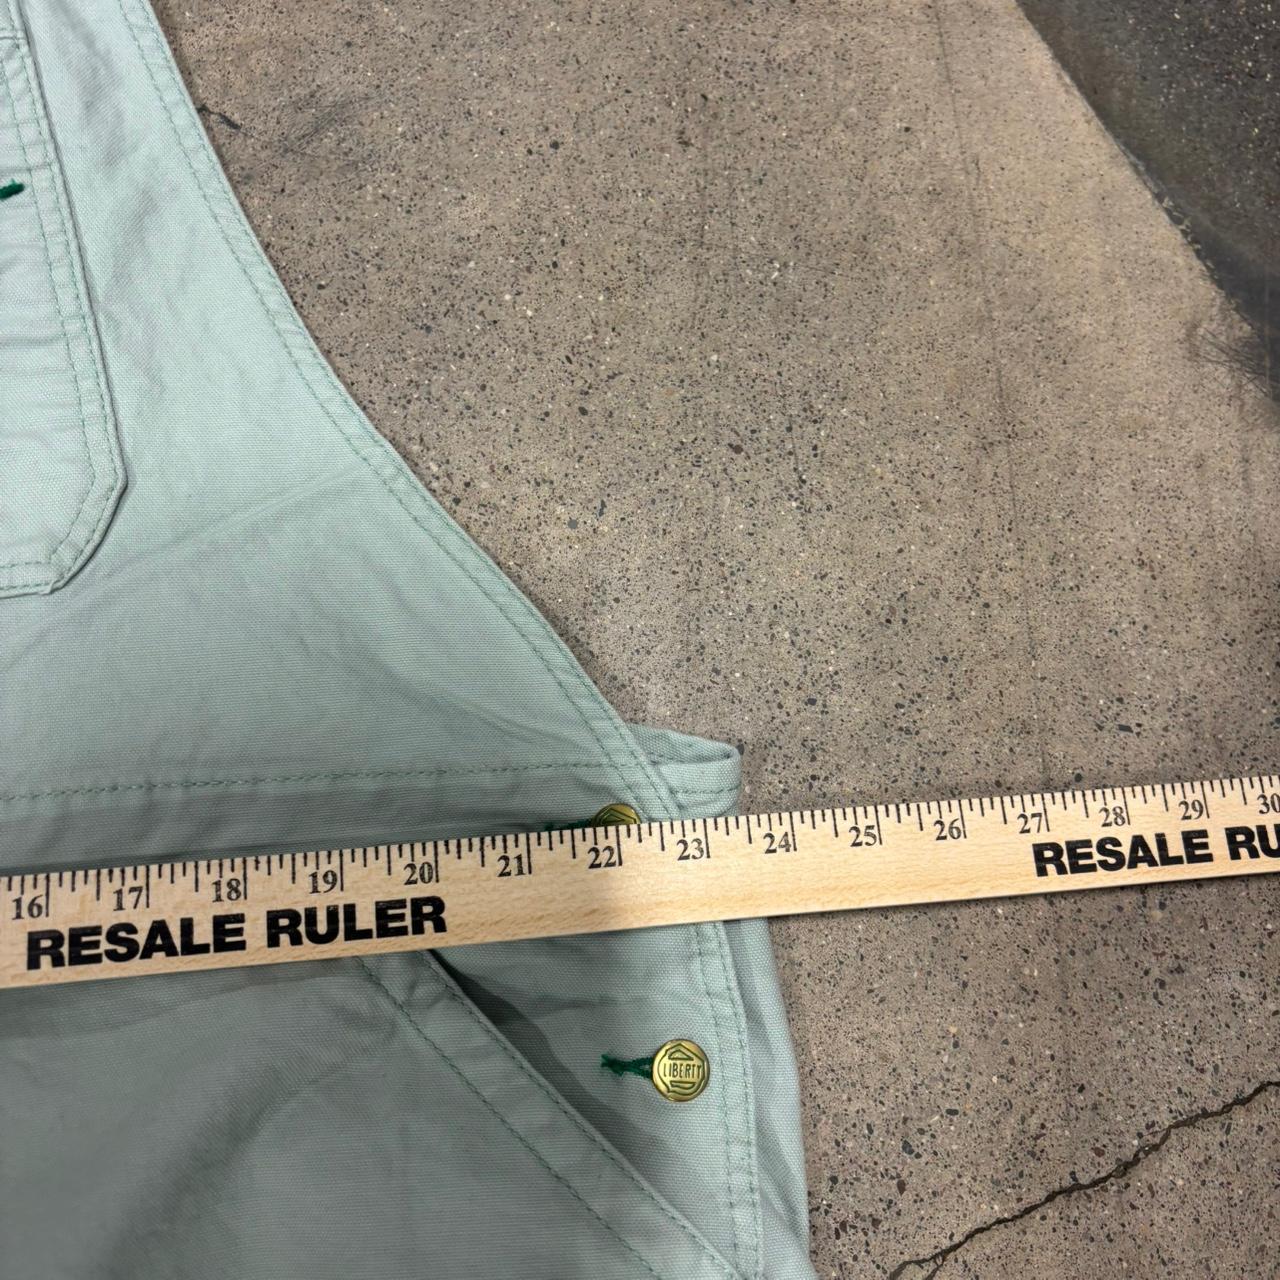 16 17 18 19 20 21 22 23 24 25 26 27 28 29 30
RESALE RULER RESALE RU
LIBERTY